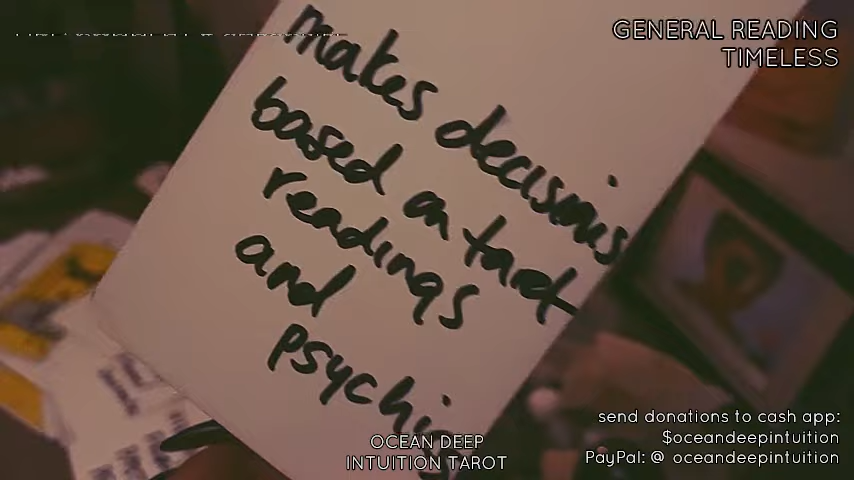 GENERAL READING
TIMELESS
makes decisions
based on tarot
readings
and
psychics
OCEAN DEEP
INTUITION TAROT
send donations to cash app:
$oceandeepintuition
PayPal: @ oceandeepintuition